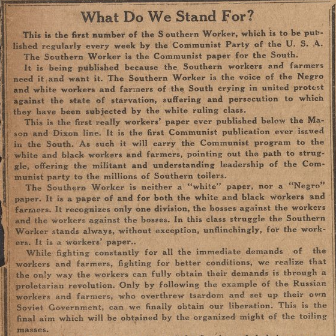 What Do We Stand For?
This is the first number of the Southern Worker, which is to be pub-
lished regularly every week by the Communist Party of the U. S. A.
The Southern Worker is the Communist paper for the South.
It is being published because the Southern workers and farmers
need it and want it. The Southern Worker is the voice of the Negro
and white workers and farmers of the South crying in united protest
against the state of starvation, suffering and persecution to which
they have been subjected by the white ruling class.
This is the first really workers' paper ever published below the Ma-
son and Dixon line. It is the first Communist publication ever issued
in the South. As such it will carry the Communist program to the
white and black workers and farmers, pointing out the path to strug-
gle, offering the militant and understanding leadership of the Com-
munist party to the millions of Southern toilers.
The Southern Worker is neither a "white" paper, nor a "Negro"
paper. It is a paper of and for both the white and black workers and
farmers. It recognizes only one division, the bosses against the workers
and the workers against the bosses. In this class struggle the Southern
Worker stands always, without exception, unflinchingly, for the work-
ers. It is a workers' paper..
While fighting constantly for all the immediate demands of the
workers and farmers, fighting for better conditions, we realize that
the only way the workers can fully obtain their demands is through a
proletarian revolution. Only by following the example of the Russian
workers and farmers, who overthrew tsardom and set up their own
Soviet Government, can we finally obtain our liberation. This is the
final aim which will be obtained by the organized might of the toiling
masses.